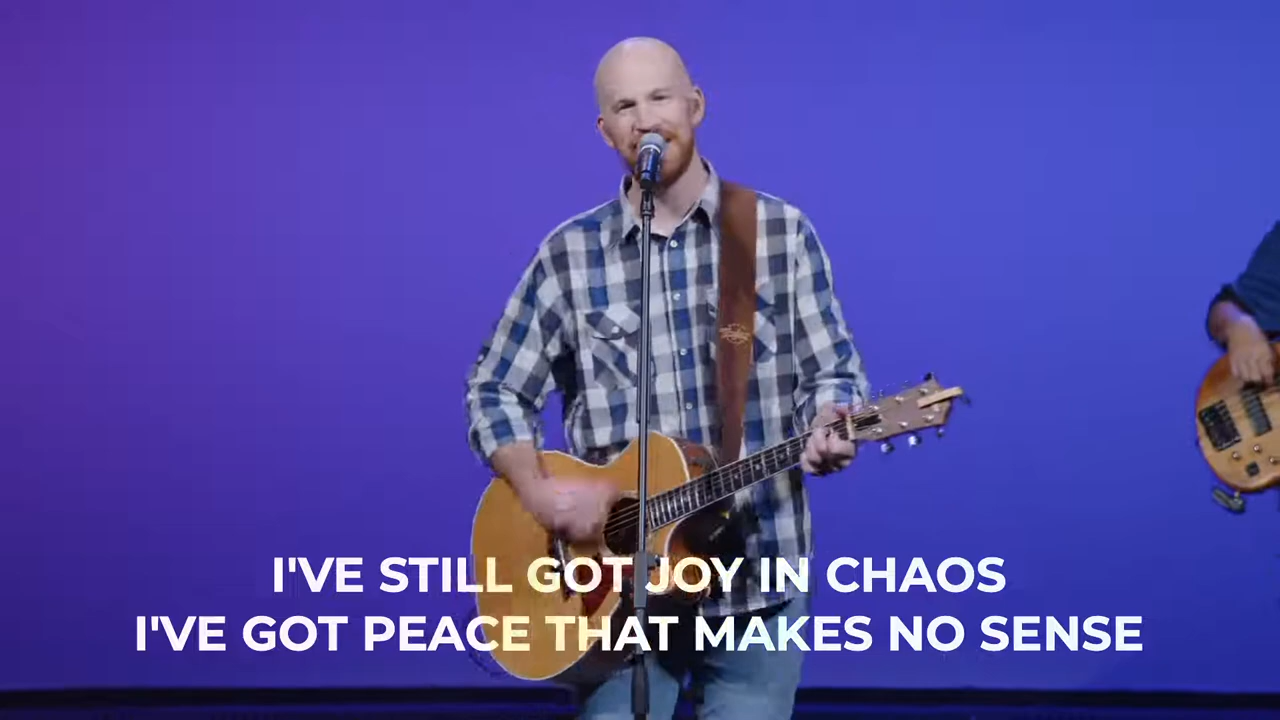 I'VE STILL GOT JOY IN CHAOS
I'VE GOT PEACE THAT MAKES NO SENSE